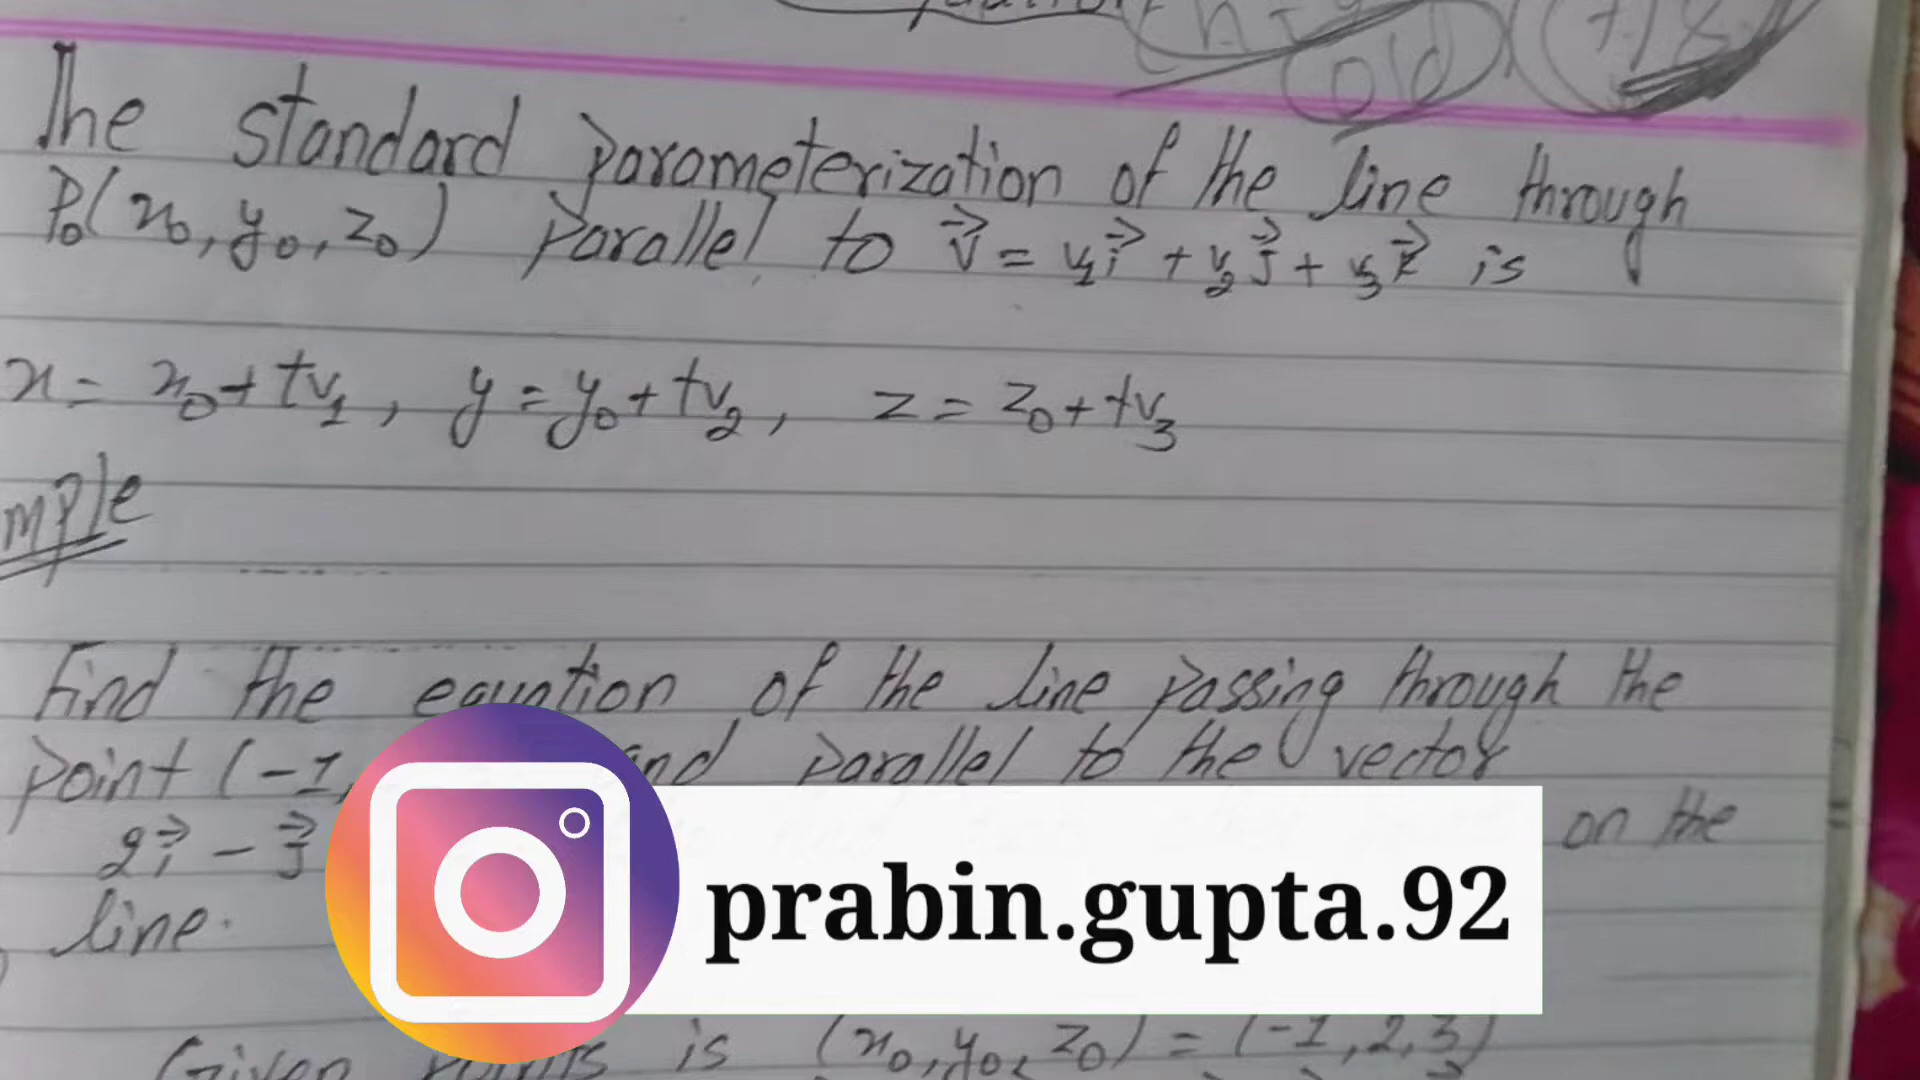 The standard parameterization of the line through
P₀(x₀, y₀, z₀) parallel to v⃗ = v₁i⃗ + v₂j⃗ + v₃k⃗ is
x = x₀ + tv₁, y = y₀ + tv₂, z = z₀ + tv₃
mple
Find the equation of the line passing through the
point (-1, and parallel to the vector
2i⃗ - j⃗ on the
line.
prabin.gupta.92
Given points is (x₀, y₀, z₀) = (-1, 2, 3)